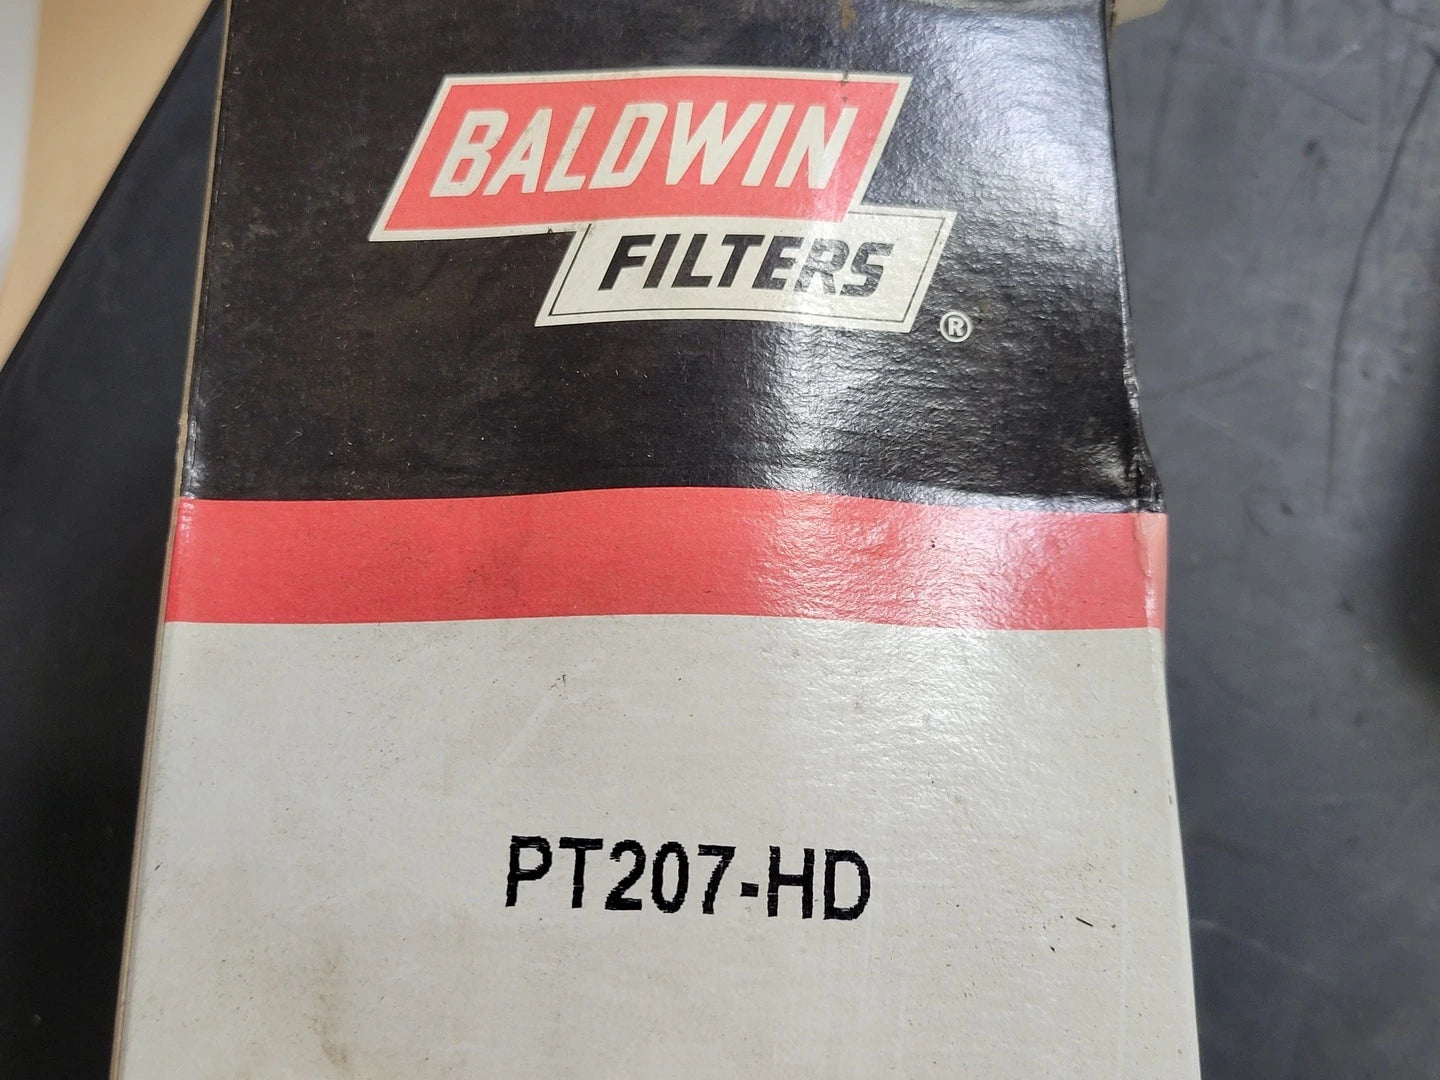 BALDWIN
FILTERS
®
PT207-HD